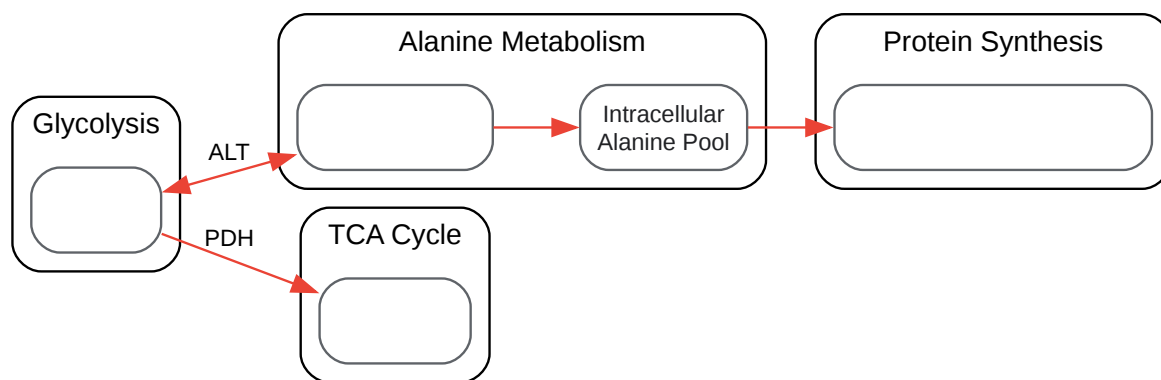 Alanine Metabolism
Protein Synthesis
Glycolysis
Intracellular
Alanine Pool
ALT
PDH
TCA Cycle